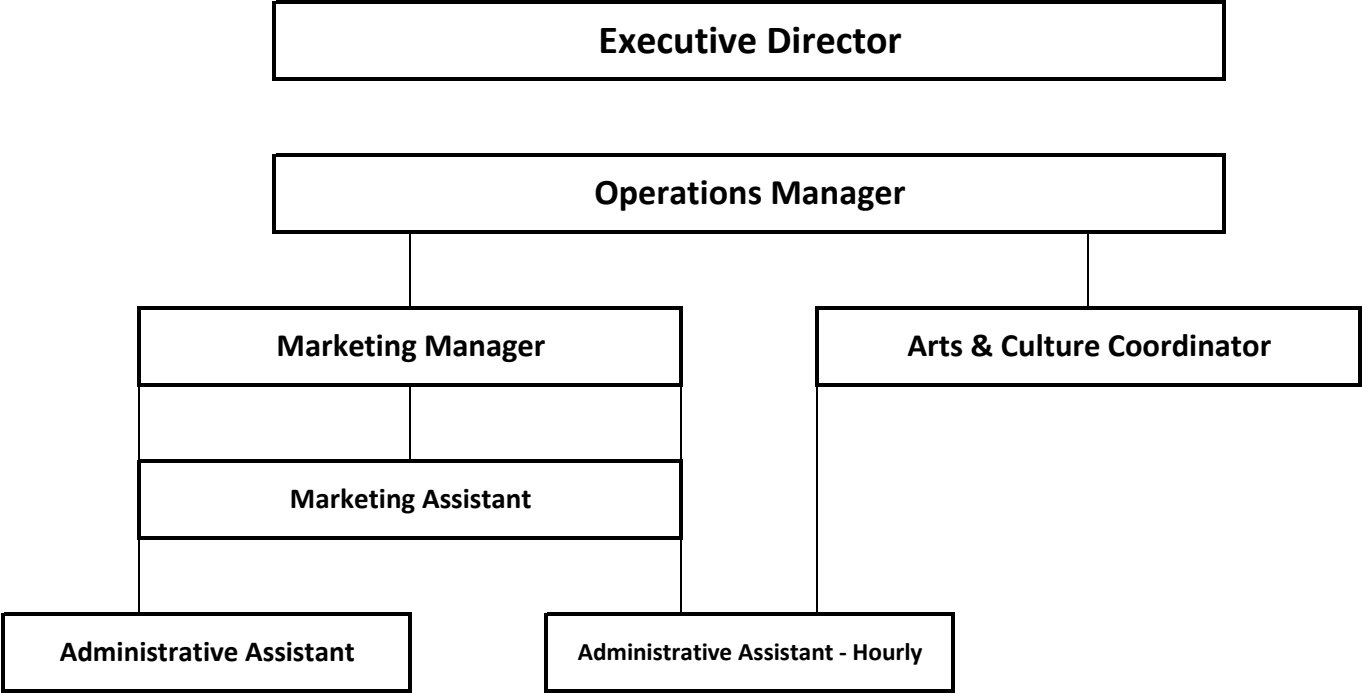 Executive Director
Operations Manager
Marketing Manager
Arts & Culture Coordinator
Marketing Assistant
Administrative Assistant
Administrative Assistant - Hourly